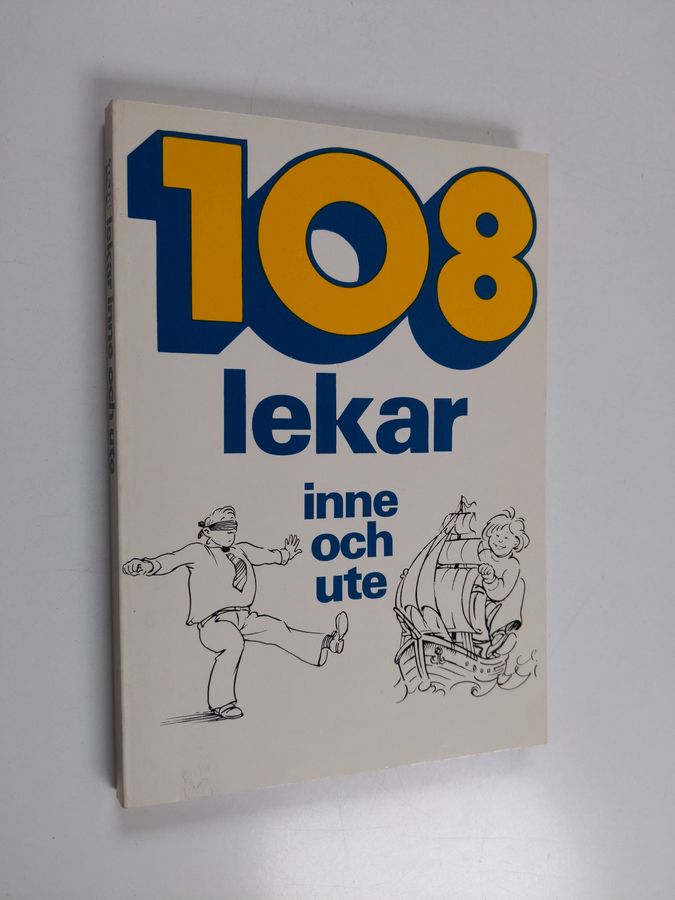 108
lekar
inne
och
ute
108 lekar inne och ute